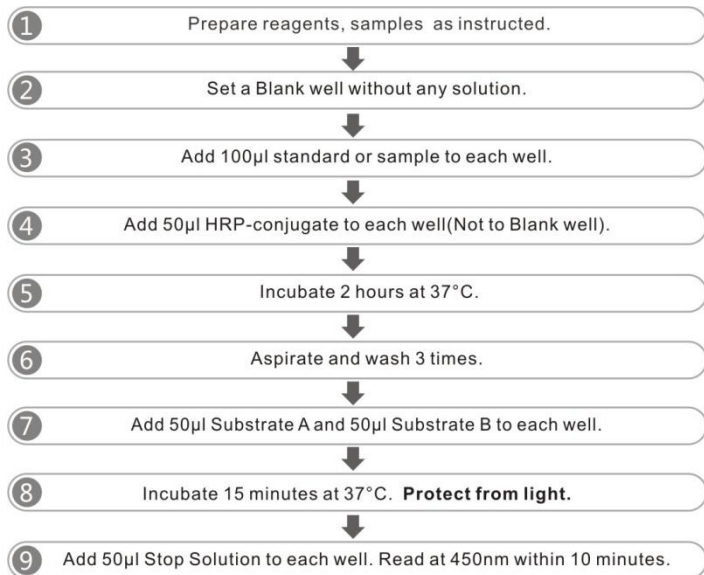 1 Prepare reagents, samples as instructed.
2 Set a Blank well without any solution.
3 Add 100μl standard or sample to each well.
4 Add 50μl HRP-conjugate to each well(Not to Blank well).
5 Incubate 2 hours at 37°C.
6 Aspirate and wash 3 times.
7 Add 50μl Substrate A and 50μl Substrate B to each well.
8 Incubate 15 minutes at 37°C. Protect from light.
9 Add 50μl Stop Solution to each well. Read at 450nm within 10 minutes.